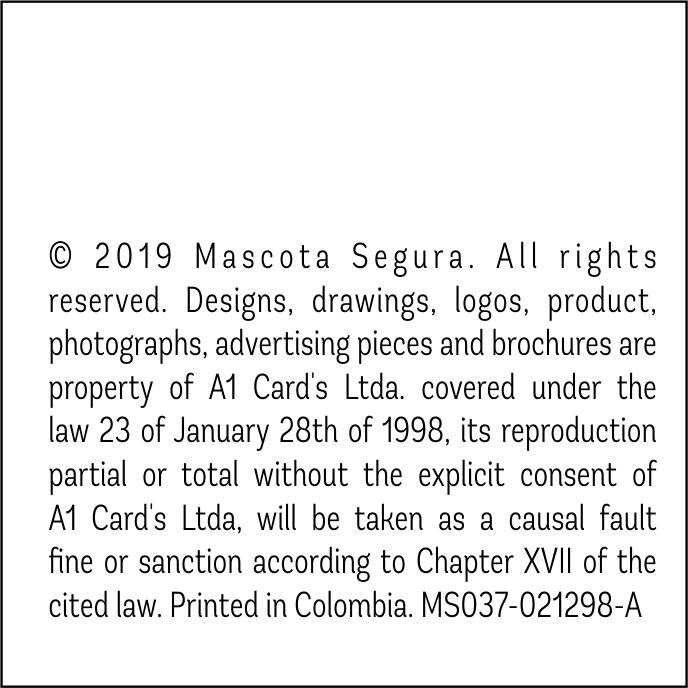 © 2019 Mascota Segura. All rights
reserved. Designs, drawings, logos, product,
photographs, advertising pieces and brochures are
property of A1 Card's Ltda. covered under the
law 23 of January 28th of 1998, its reproduction
partial or total without the explicit consent of
A1 Card's Ltda, will be taken as a causal fault
fine or sanction according to Chapter XVII of the
cited law. Printed in Colombia. MS037-021298-A